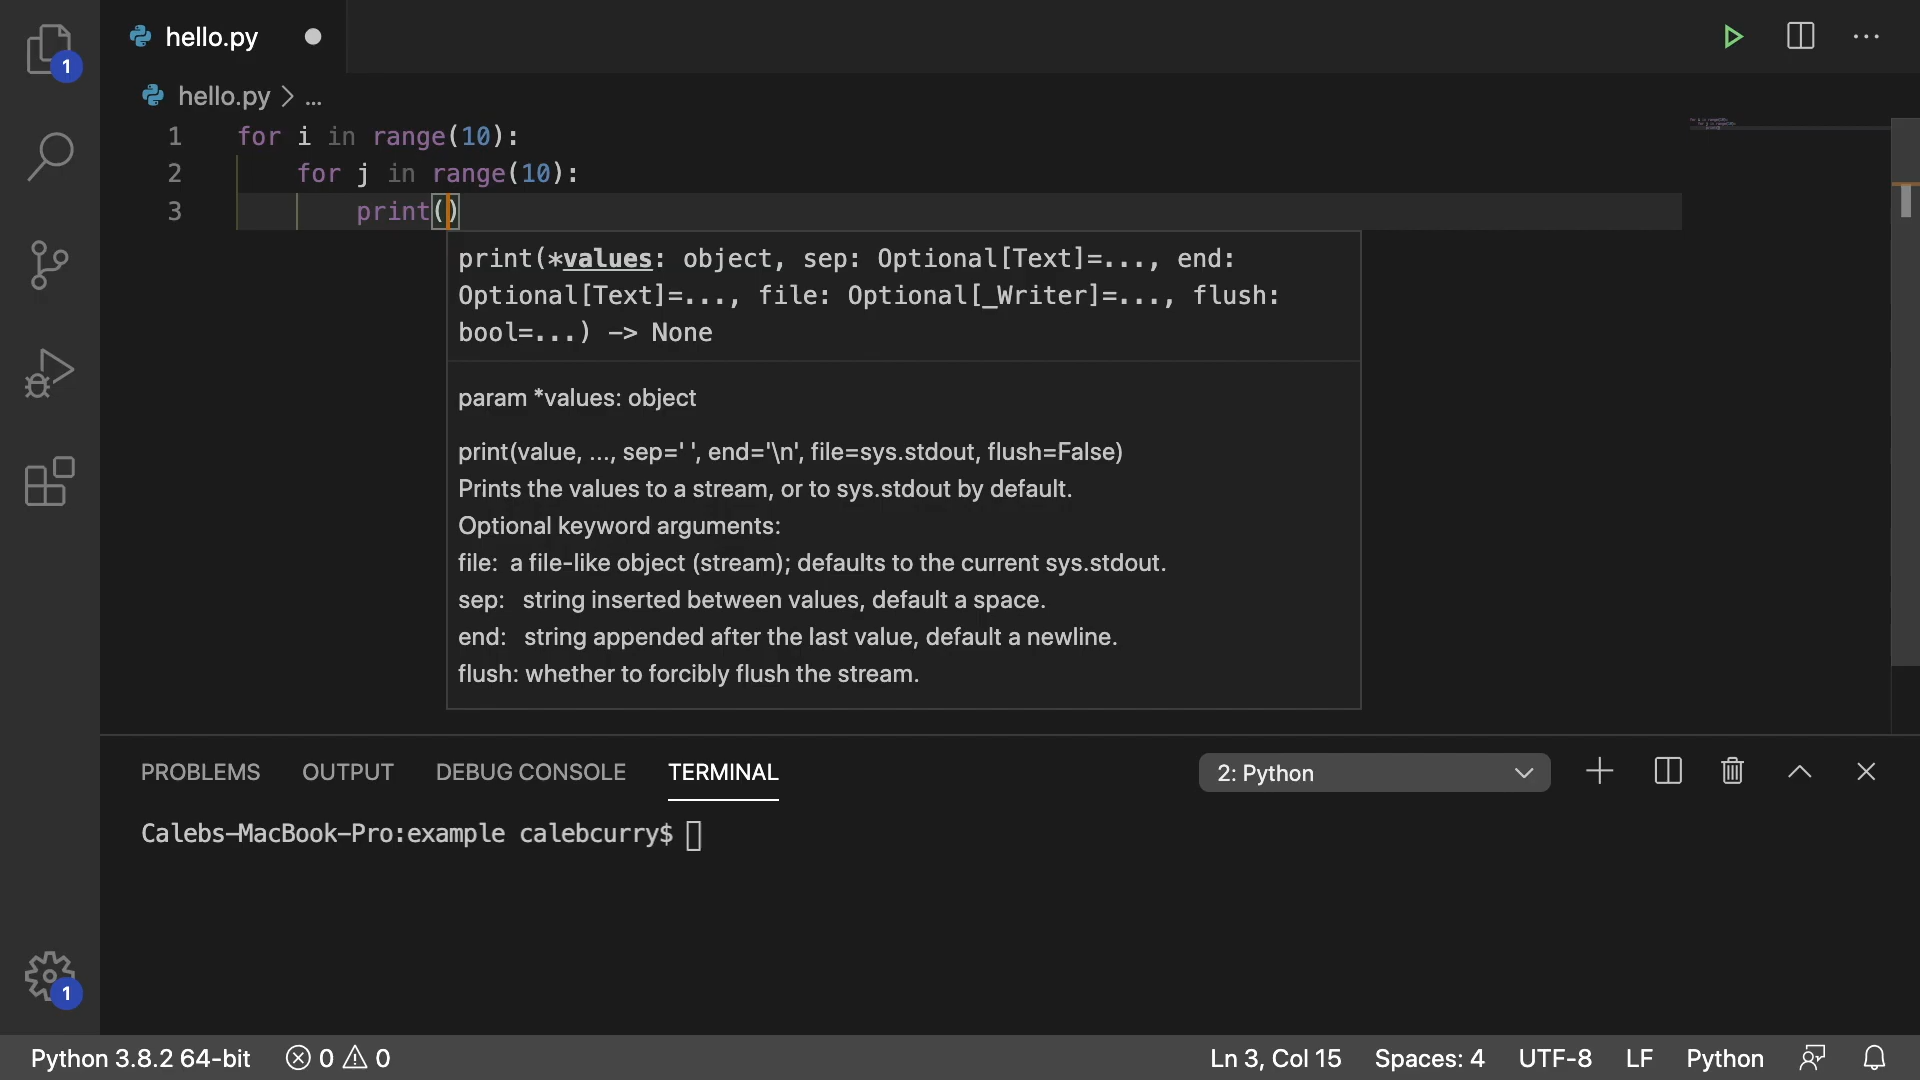 hello.py
1
hello.py > ...
1 for i in range(10):
2 for j in range(10):
3 print()
print(*values: object, sep: Optional[Text]=..., end:
Optional[Text]=..., file: Optional[_Writer]=..., flush:
bool=...) -> None
param *values: object
print(value, ..., sep=' ', end='\n', file=sys.stdout, flush=False)
Prints the values to a stream, or to sys.stdout by default.
Optional keyword arguments:
file: a file-like object (stream); defaults to the current sys.stdout.
sep: string inserted between values, default a space.
end: string appended after the last value, default a newline.
flush: whether to forcibly flush the stream.
PROBLEMS OUTPUT DEBUG CONSOLE TERMINAL 2: Python
Calebs-MacBook-Pro:example calebcurry$
1
Python 3.8.2 64-bit 0 0 Ln 3, Col 15 Spaces: 4 UTF-8 LF Python